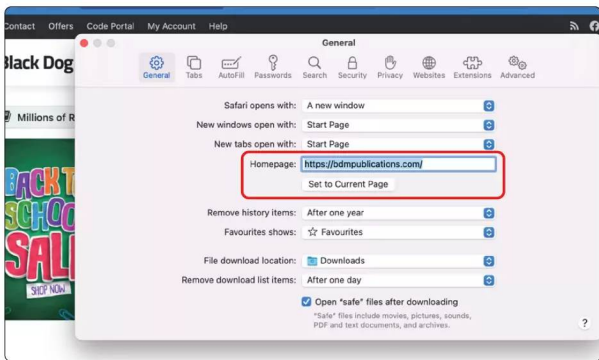 Contact Offers Code Portal My Account Help
General
Black Dog
General Tabs AutoFill Passwords Search Security Privacy Websites Extensions Advanced
Safari opens with: A new window
Millions of R
New windows open with: Start Page
New tabs open with: Start Page
Homepage: https://bdmpublications.com/
Set to Current Page
BACK T
SCHOO
SAL
SHOP NOW
Remove history items: After one year
Favourites shows: ☆ Favourites
File download location: Downloads
Remove download list items: After one day
Open "safe" files after downloading
"Safe" files include movies, pictures, sounds,
PDF and text documents, and archives.
?